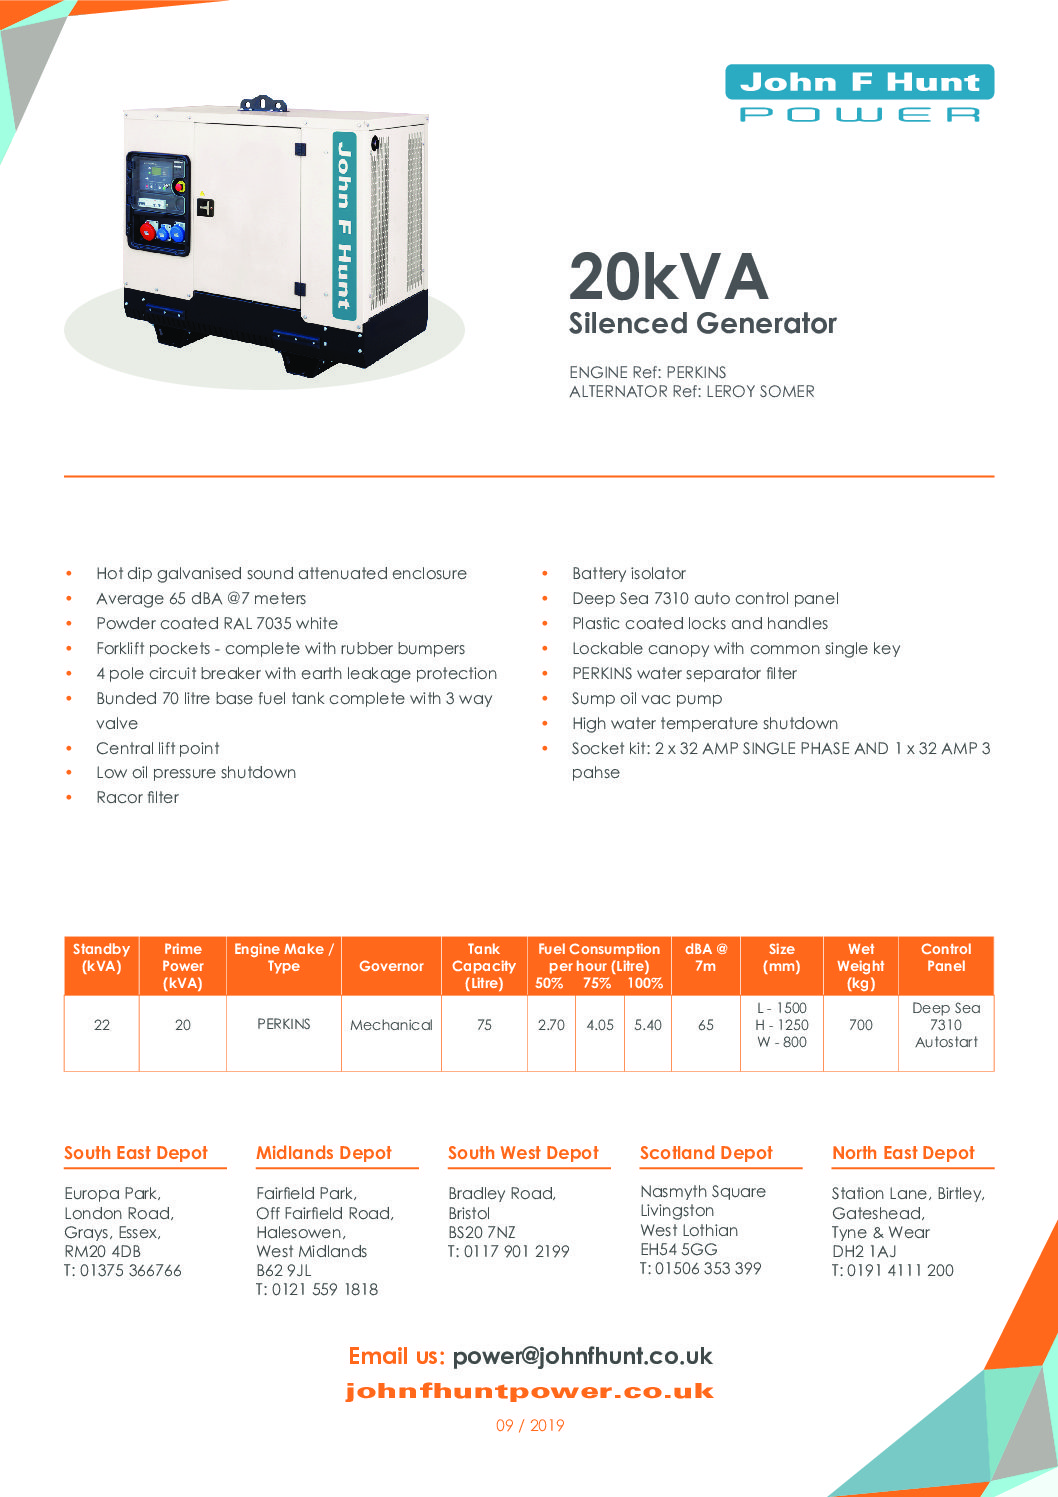 John F Hunt
POWER
John F Hunt
20kVA
Silenced Generator
ENGINE Ref: PERKINS
ALTERNATOR Ref: LEROY SOMER
• Hot dip galvanised sound attenuated enclosure
• Average 65 dBA @7 meters
• Powder coated RAL 7035 white
• Forklift pockets - complete with rubber bumpers
• 4 pole circuit breaker with earth leakage protection
• Bunded 70 litre base fuel tank complete with 3 way
valve
• Central lift point
• Low oil pressure shutdown
• Racor filter
• Battery isolator
• Deep Sea 7310 auto control panel
• Plastic coated locks and handles
• Lockable canopy with common single key
• PERKINS water separator filter
• Sump oil vac pump
• High water temperature shutdown
• Socket kit: 2 x 32 AMP SINGLE PHASE AND 1 x 32 AMP 3
pahse
Standby
(kVA)
Prime
Power
(kVA)
Engine Make /
Type
Governor
Tank
Capacity
(Litre)
Fuel Consumption
per hour (Litre)
50% 75% 100%
dBA @
7m
Size
(mm)
Wet
Weight
(kg)
Control
Panel
22
20
PERKINS
Mechanical
75
2.70
4.05
5.40
65
L - 1500
H - 1250
W - 800
700
Deep Sea
7310
Autostart
South East Depot
Europa Park,
London Road,
Grays, Essex,
RM20 4DB
T: 01375 366766
Midlands Depot
Fairfield Park,
Off Fairfield Road,
Halesowen,
West Midlands
B62 9JL
T: 0121 559 1818
South West Depot
Bradley Road,
Bristol
BS20 7NZ
T: 0117 901 2199
Scotland Depot
Nasmyth Square
Livingston
West Lothian
EH54 5GG
T: 01506 353 399
North East Depot
Station Lane, Birtley,
Gateshead,
Tyne & Wear
DH2 1AJ
T: 0191 4111 200
Email us: power@johnfhunt.co.uk
johnfhuntpower.co.uk
09 / 2019